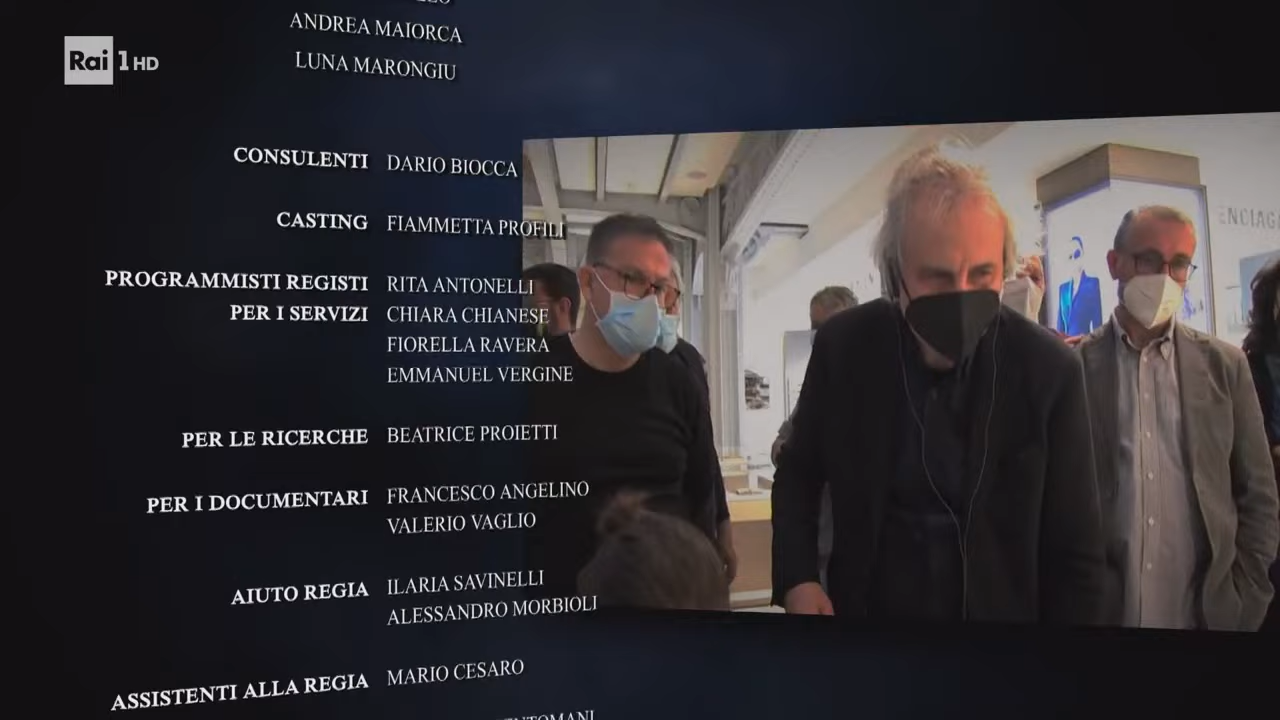 Rai 1 HD
ANDREA MAIORCA
LUNA MARONGIU
CONSULENTI DARIO BIOCCA
CASTING FIAMMETTA PROFILI
PROGRAMMISTI REGISTI RITA ANTONELLI
PER I SERVIZI CHIARA CHIANESE
FIORELLA RAVERA
EMMANUEL VERGINE
PER LE RICERCHE BEATRICE PROIETTI
PER I DOCUMENTARI FRANCESCO ANGELINO
VALERIO VAGLIO
AIUTO REGIA ILARIA SAVINELLI
ALESSANDRO MORBIOLI
ASSISTENTI ALLA REGIA MARIO CESARO